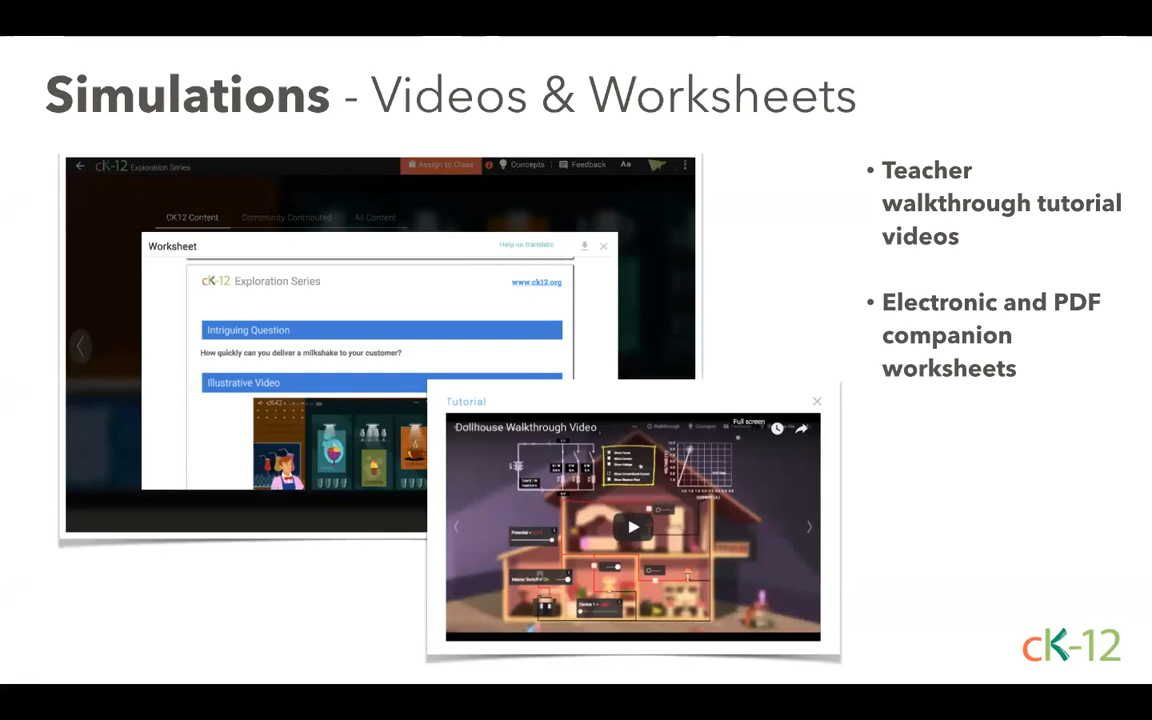 Simulations - Videos & Worksheets
cK-12 Exploration Series
Assign to Class
Concepts
Feedback
Aa
CK12 Content
Community Contributed
All Content
Worksheet
Help us translate
cK-12 Exploration Series
www.ck12.org
Intriguing Question
How quickly can you deliver a milkshake to your customer?
Illustrative Video
Tutorial
Dollhouse Walkthrough Video
Full screen
• Teacher
walkthrough tutorial
videos
• Electronic and PDF
companion
worksheets
cK-12